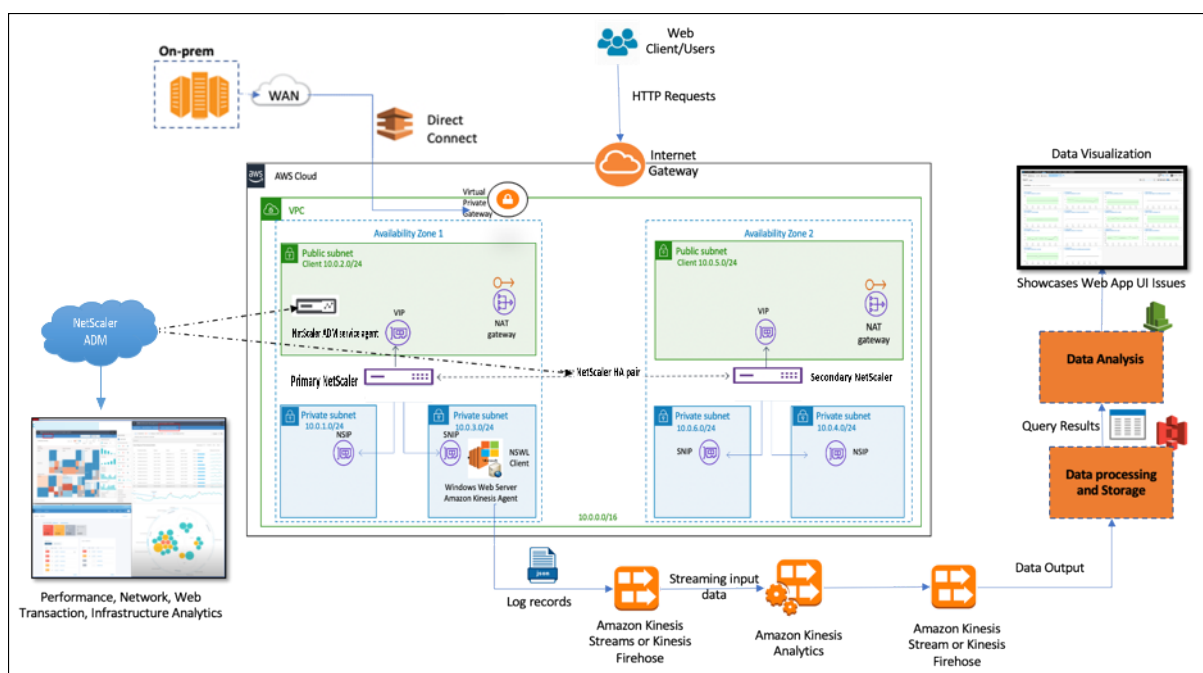 On-prem
WAN
Direct
Connect
Web
Client/Users
HTTP Requests
Internet
Gateway
aws
AWS Cloud
Virtual
Private
Gateway
VPC
Availability Zone 1
Public subnet
Client 10.0.2.0/24
NetScaler ADM service agent
VIP
NAT
gateway
Primary NetScaler
NetScaler HA pair
Private subnet
10.0.1.0/24
NSIP
Private subnet
10.0.3.0/24
SNIP
NSWL
Client
Windows Web Server
Amazon Kinesis Agent
Availability Zone 2
Public subnet
Client 10.0.5.0/24
VIP
NAT
gateway
Secondary NetScaler
Private subnet
10.0.6.0/24
SNIP
Private subnet
10.0.4.0/24
NSIP
10.0.0.0/16
NetScaler
ADM
Performance, Network, Web
Transaction, Infrastructure Analytics
json
Log records
Amazon Kinesis
Streams or Kinesis
Firehose
Streaming input
data
Amazon Kinesis
Analytics
Amazon Kinesis
Stream or Kinesis
Firehose
Data Output
Data processing
and Storage
Query Results
Data Analysis
Data Visualization
Showcases Web App UI Issues